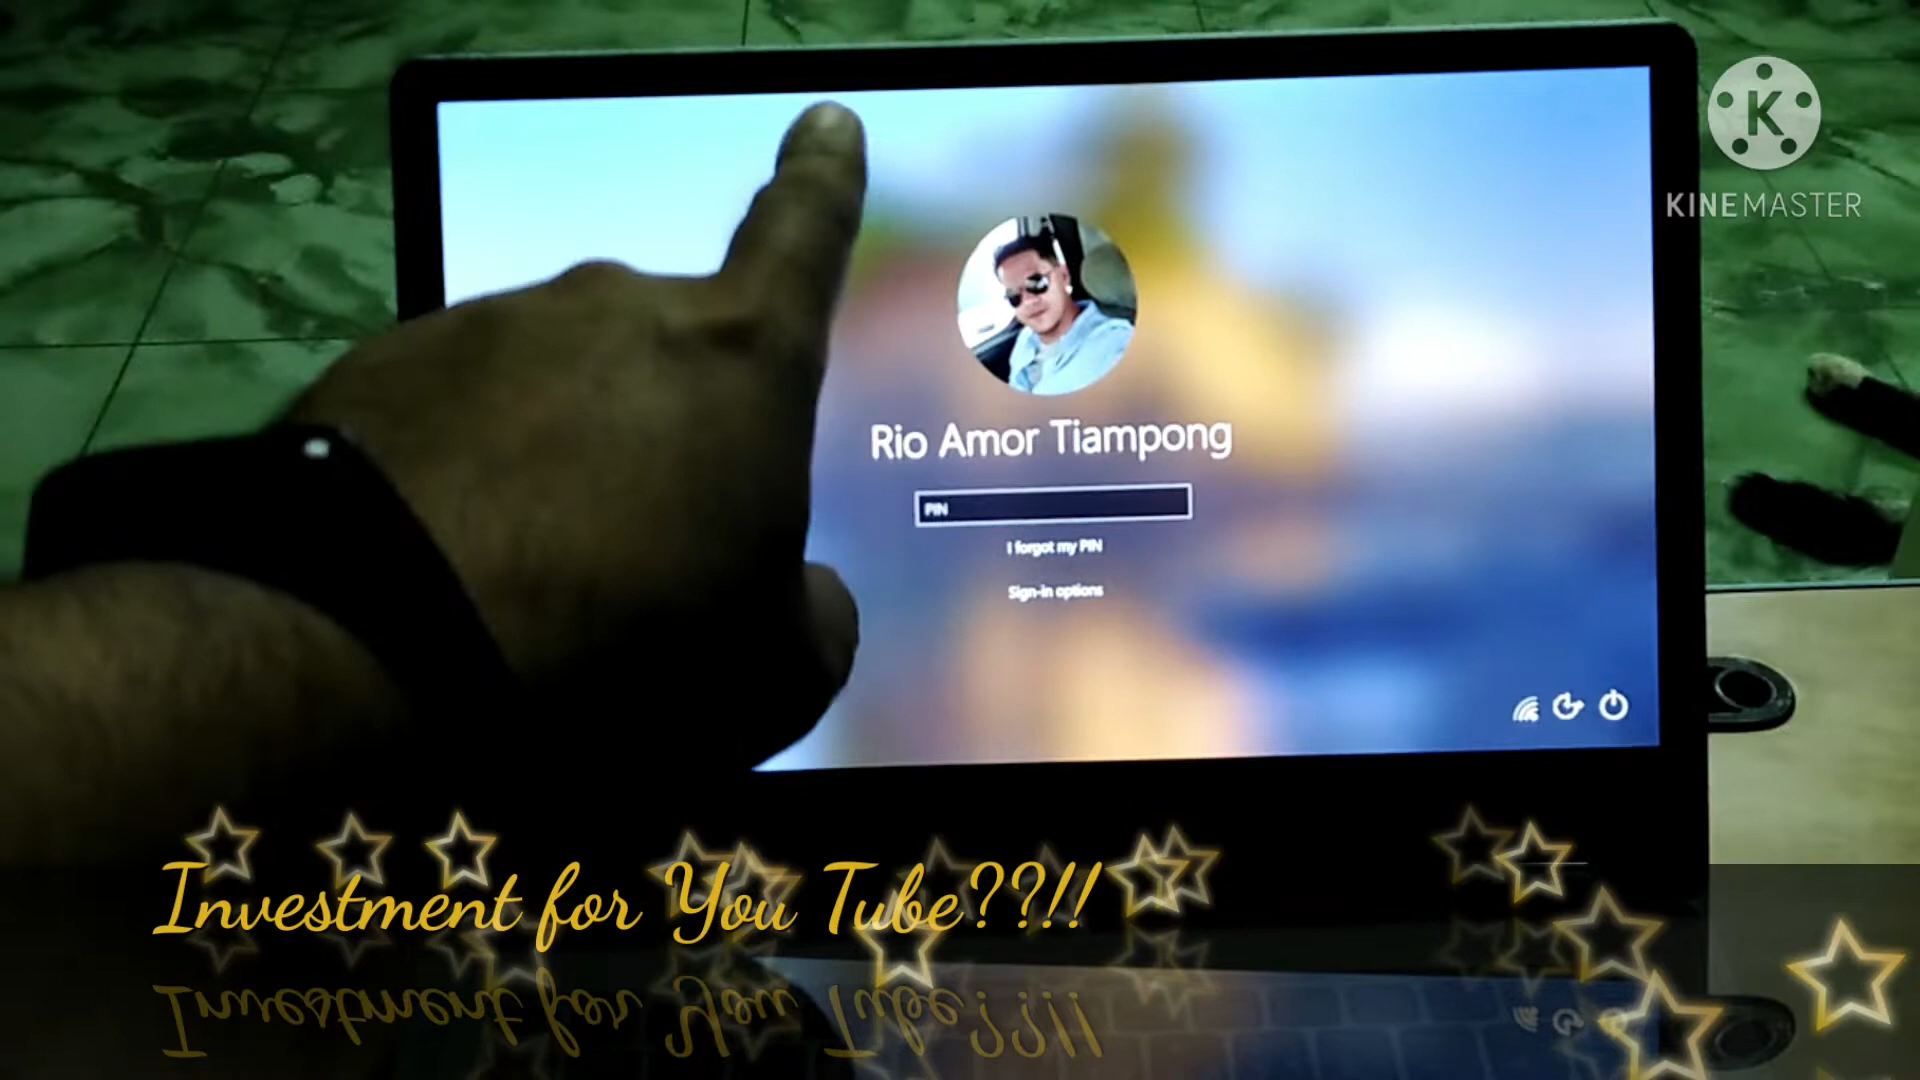 K
KINEMASTER
Rio Amor Tiampong
PIN
I forgot my PIN
Sign-in options
Investment for You Tube??!!